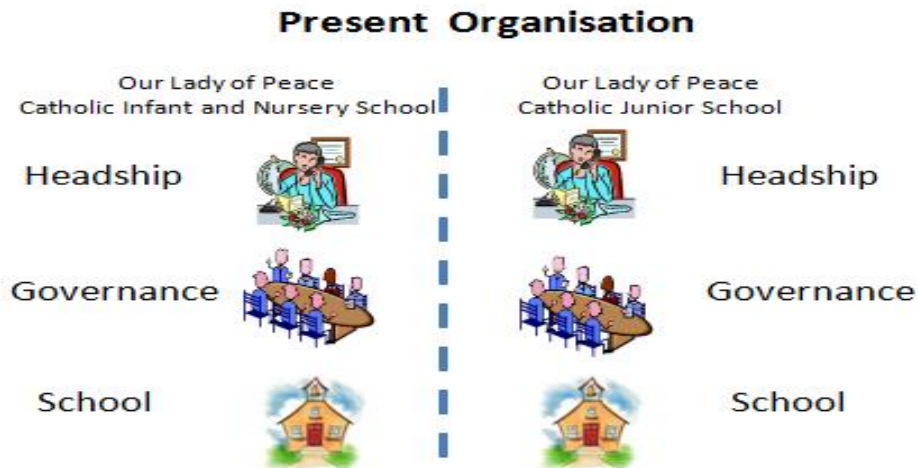 Present Organisation
Our Lady of Peace
Catholic Infant and Nursery School
Our Lady of Peace
Catholic Junior School
Headship
Headship
Governance
Governance
School
School